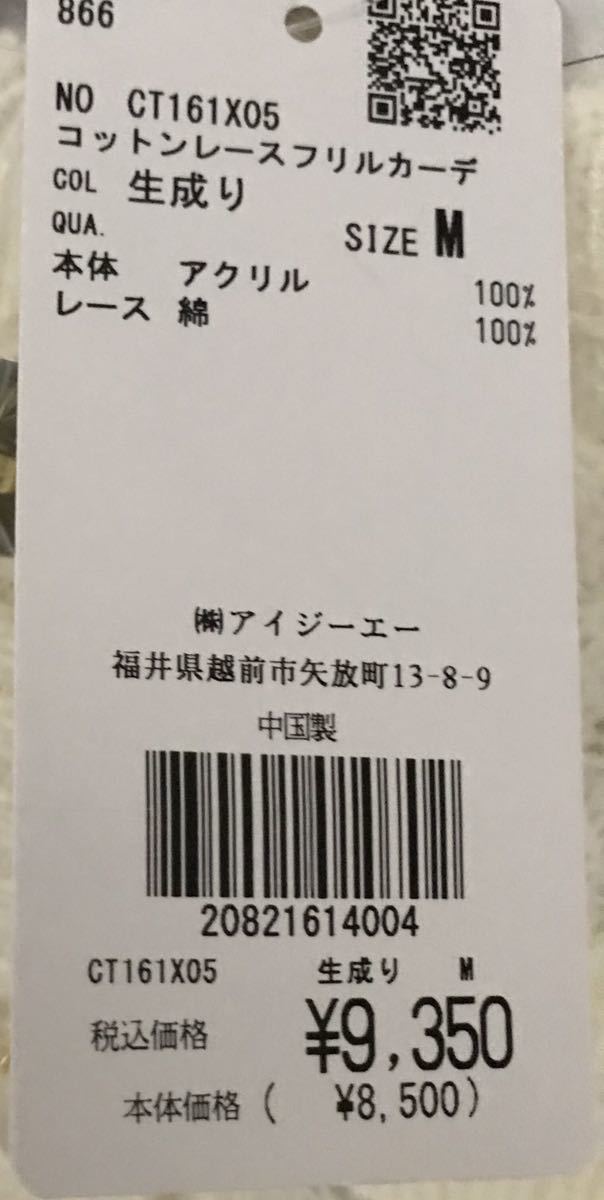 866
NO CT161X05
コットンレースフリルカーデ
COL 生成り
QUA. SIZE M
本体 アクリル 100%
レース 綿 100%
㈱アイジーエー
福井県越前市矢放町13-8-9
中国製
20821614004
CT161X05 生成り M
税込価格 ¥9,350
本体価格( ¥8,500)